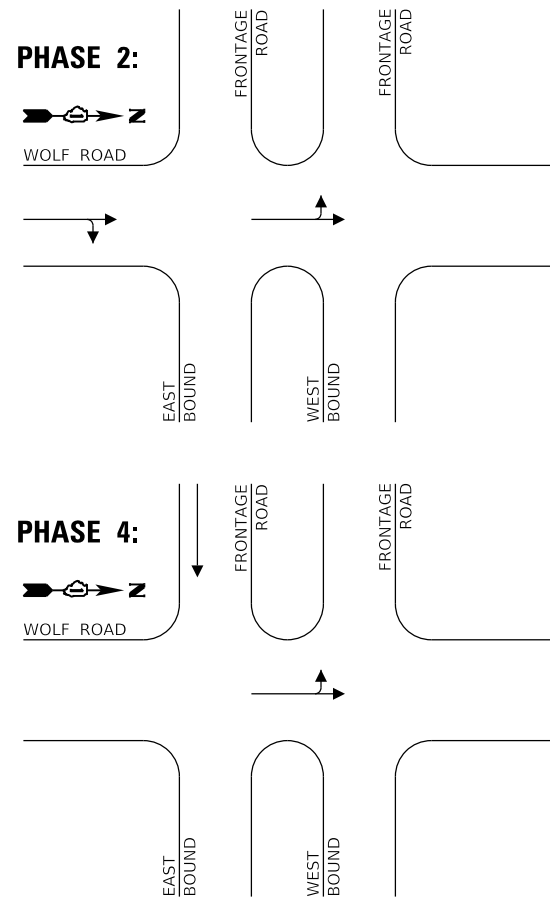 PHASE 2:
N
WOLF ROAD
FRONTAGE
ROAD
FRONTAGE
ROAD
EAST
BOUND
WEST
BOUND
PHASE 4:
N
WOLF ROAD
FRONTAGE
ROAD
FRONTAGE
ROAD
EAST
BOUND
WEST
BOUND